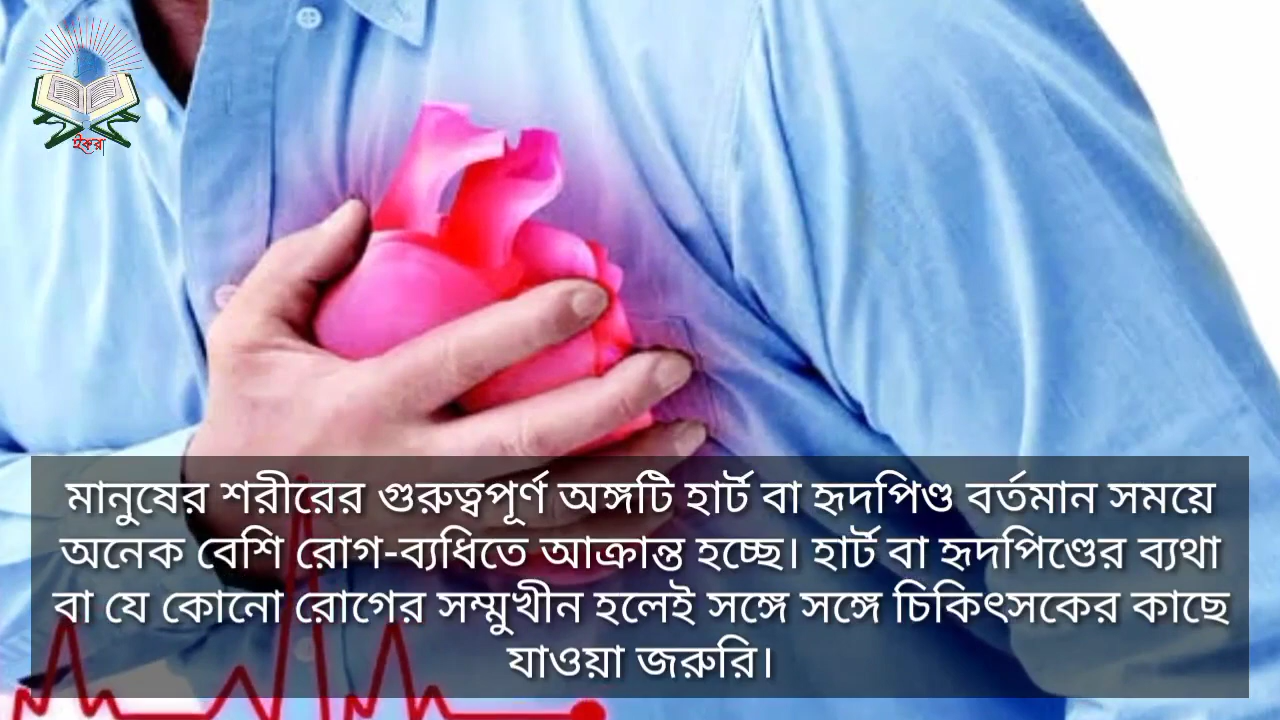 ইকরা
মানুষের শরীরের গুরুত্বপূর্ণ অঙ্গটি হার্ট বা হৃদপিণ্ড বর্তমান সময়ে
অনেক বেশি রোগ-ব্যধিতে আক্রান্ত হচ্ছে। হার্ট বা হৃদপিণ্ডের ব্যথা
বা যে কোনো রোগের সম্মুখীন হলেই সঙ্গে সঙ্গে চিকিৎসকের কাছে
যাওয়া জরুরি।